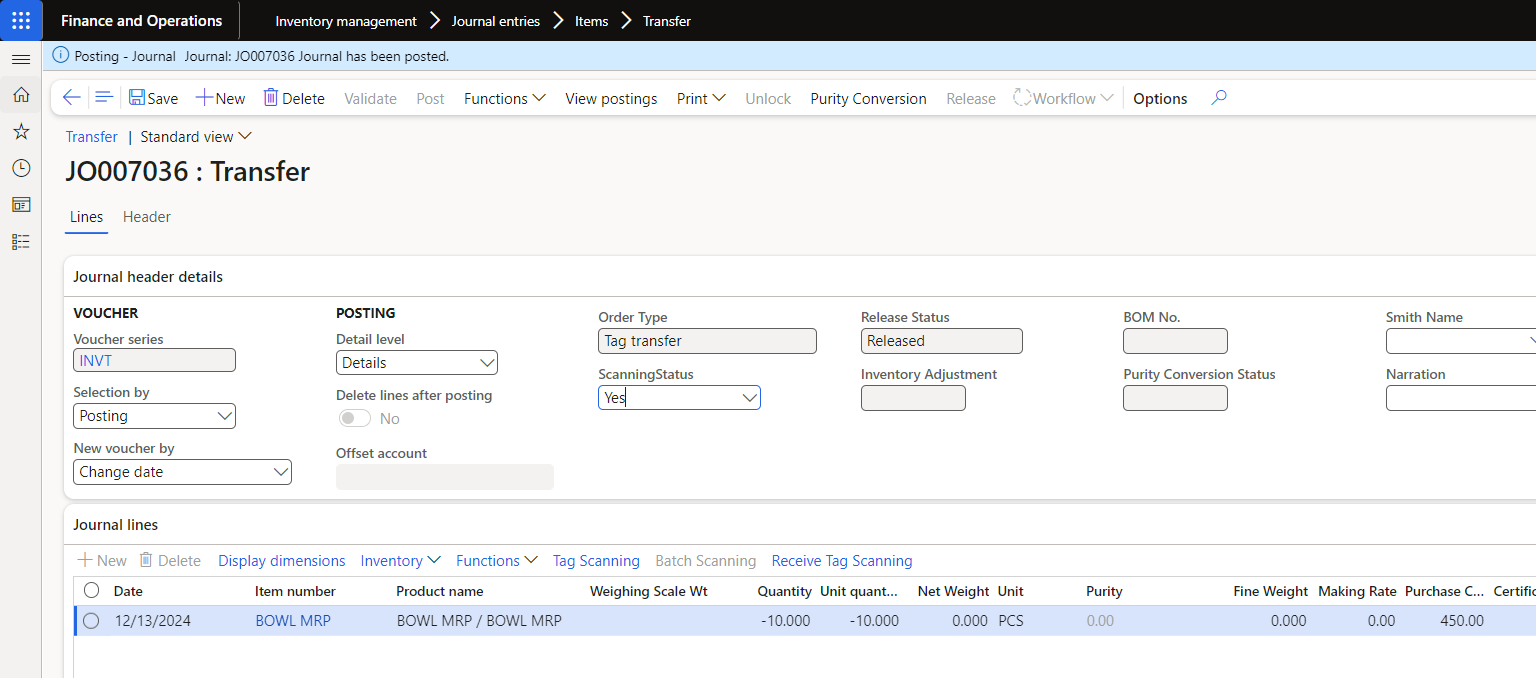 Finance and Operations Inventory management Journal entries Items Transfer
Posting - Journal Journal: JO007036 Journal has been posted.
Save New Delete Validate Post Functions View postings Print Unlock Purity Conversion Release Workflow Options
Transfer | Standard view
JO007036 : Transfer
Lines Header
Journal header details
VOUCHER
Voucher series
INVT
Selection by
Posting
New voucher by
Change date
POSTING
Detail level
Details
Delete lines after posting
No
Offset account
Order Type
Tag transfer
ScanningStatus
Yes
Release Status
Released
Inventory Adjustment
BOM No.
Purity Conversion Status
Smith Name
Narration
Journal lines
New Delete Display dimensions Inventory Functions Tag Scanning Batch Scanning Receive Tag Scanning
Date Item number Product name Weighing Scale Wt Quantity Unit quant... Net Weight Unit Purity Fine Weight Making Rate Purchase C... Certific
12/13/2024 BOWL MRP BOWL MRP / BOWL MRP -10.000 -10.000 0.000 PCS 0.00 0.000 0.00 450.00